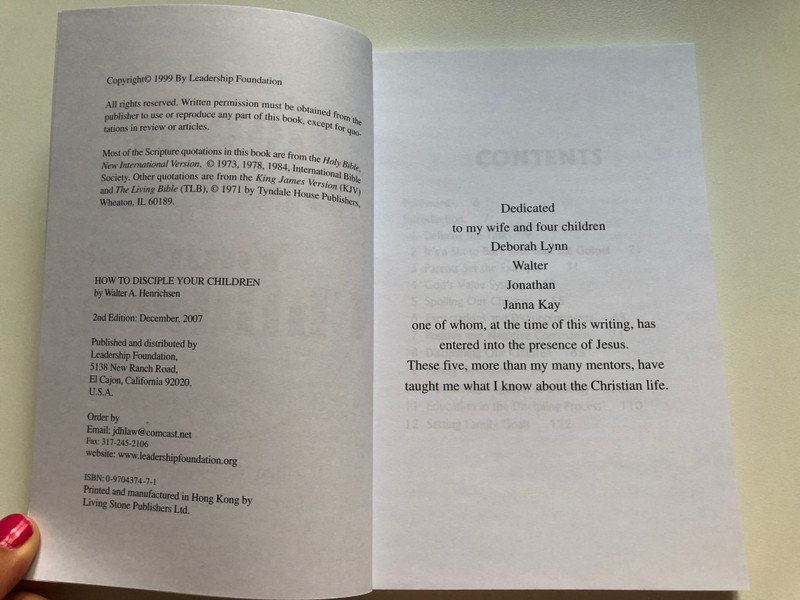 Copyright© 1999 By Leadership Foundation
All rights reserved. Written permission must be obtained from the
publisher to use or reproduce any part of this book, except for quo-
tations in review or articles.
Most of the Scripture quotations in this book are from the Holy Bible,
New International Version, © 1973, 1978, 1984, International Bible
Society. Other quotations are from the King James Version (KJV)
and The Living Bible (TLB), © 1971 by Tyndale House Publishers,
Wheaton, IL 60189.
HOW TO DISCIPLE YOUR CHILDREN
by Walter A. Henrichsen
2nd Edition: December, 2007
Published and distributed by
Leadership Foundation,
5138 New Ranch Road,
El Cajon, California 92020,
U.S.A.
Order by
Email: jdhlaw@comcast.net
Fax: 317-245-2106
website: www.leadershipfoundation.org
ISBN: 0-9704374-7-1
Printed and manufactured in Hong Kong by
Living Stone Publishers Ltd.
CONTENTS
Dedicated
to my wife and four children
Deborah Lynn
Walter
Jonathan
Janna Kay
one of whom, at the time of this writing, has
entered into the presence of Jesus.
These five, more than my many mentors, have
taught me what I know about the Christian life.
12 Setting Family Goals 122